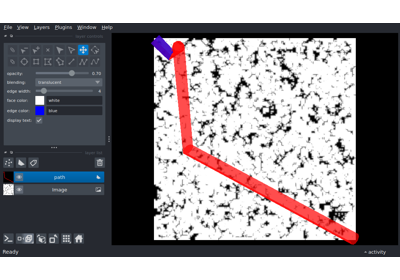 File View Layers Plugins Window Help
opacity: 0.70
blending: translucent
edge width:
face color: white
edge color: blue
display text:
path
Image
activity